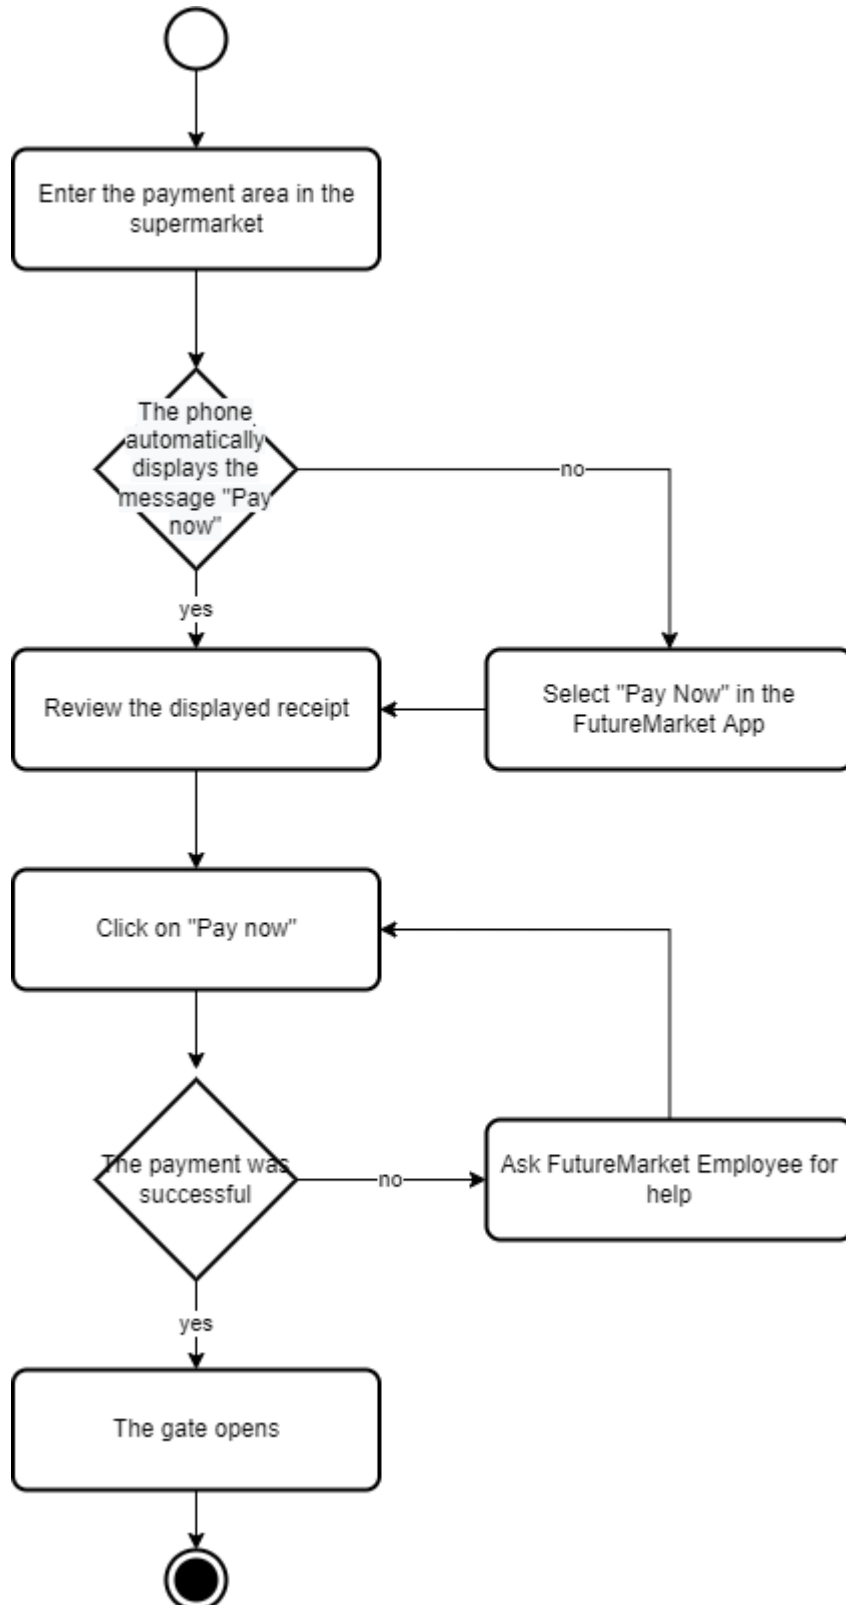 Enter the payment area in the
supermarket
The phone
automatically
displays the
message "Pay
now"
no
yes
Review the displayed receipt
Select "Pay Now" in the
FutureMarket App
Click on "Pay now"
The payment was
successful
no
Ask FutureMarket Employee for
help
yes
The gate opens